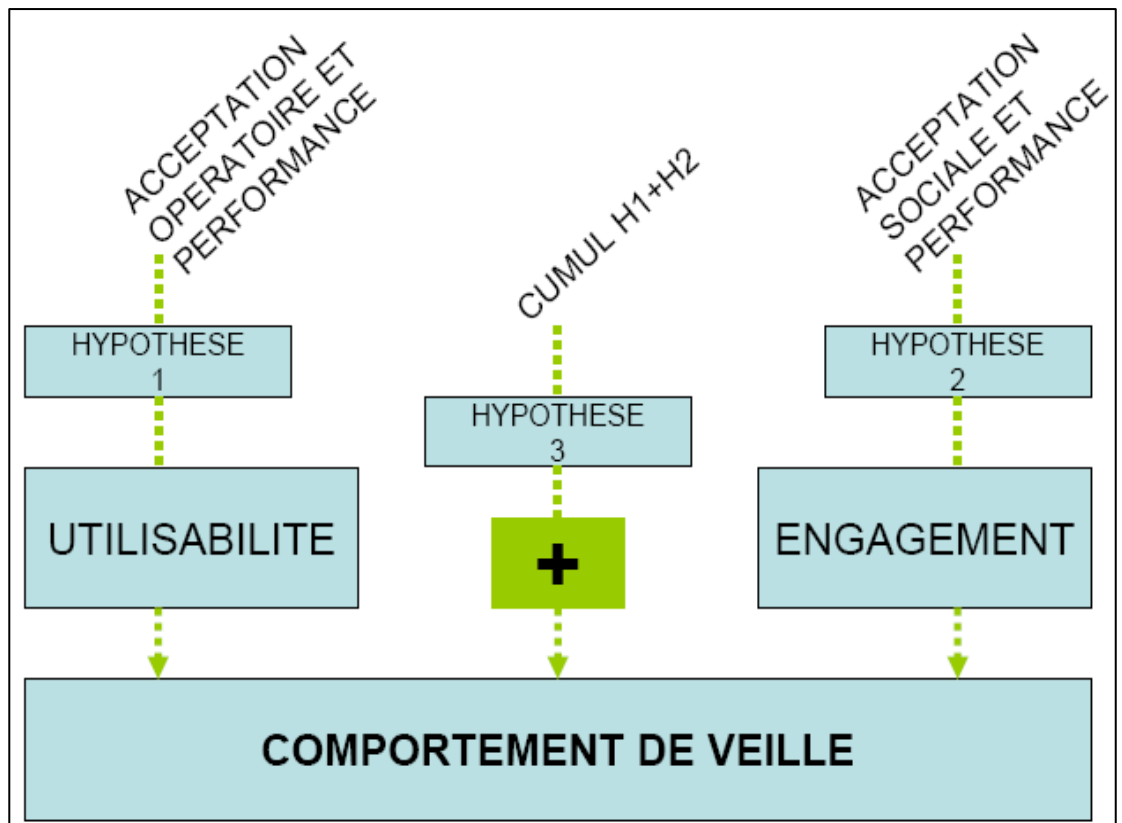 ACCEPTATION
OPERATOIRE ET
PERFORMANCE
CUMUL H1+H2
ACCEPTATION
SOCIALE ET
PERFORMANCE
HYPOTHESE
1
HYPOTHESE
2
HYPOTHESE
3
UTILISABILITE
+
ENGAGEMENT
COMPORTEMENT DE VEILLE